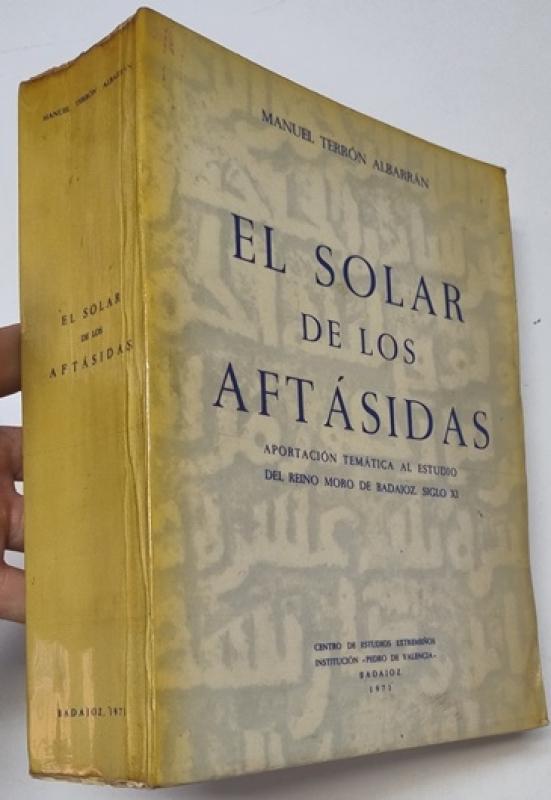 MANUEL TERRÓN ALBARRÁN
EL SOLAR
DE LOS
AFTÁSIDAS
BADAJOZ, 1971
MANUEL TERRÓN ALBARRÁN
EL SOLAR
DE LOS
AFTÁSIDAS
APORTACIÓN TEMÁTICA AL ESTUDIO
DEL REINO MORO DE BADAJOZ. SIGLO XI
CENTRO DE ESTUDIOS EXTREMEÑOS
INSTITUCIÓN «PEDRO DE VALENCIA»
BADAJOZ
1971